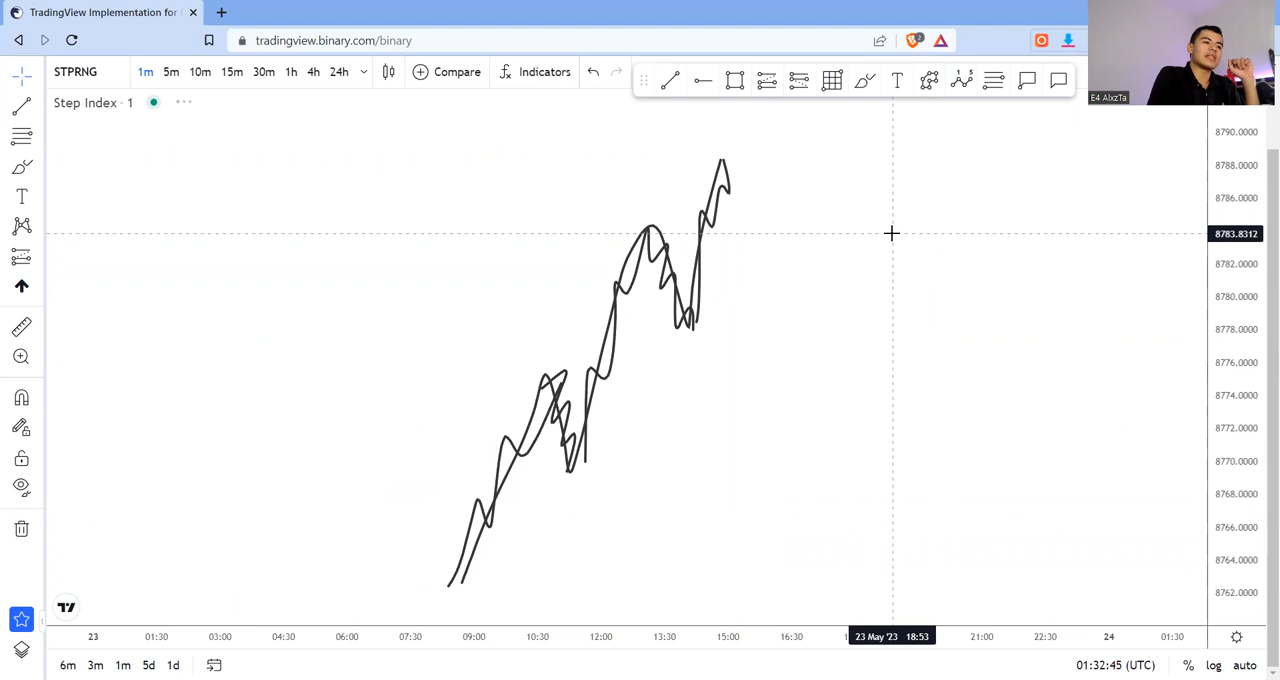 TradingView Implementation for
tradingview.binary.com/binary
2
STPRNG 1m 5m 10m 15m 30m 1h 4h 24h Compare Indicators
E4 AlxzTa
Step Index · 1
8790.0000
8788.0000
8786.0000
8783.8312
8782.0000
8780.0000
8778.0000
8776.0000
8774.0000
8772.0000
8770.0000
8768.0000
8766.0000
8764.0000
8762.0000
23 01:30 03:00 04:30 06:00 07:30 09:00 10:30 12:00 13:30 15:00 16:30 23 May '23 18:53 21:00 22:30 24 01:30
6m 3m 1m 5d 1d 01:32:45 (UTC) % log auto